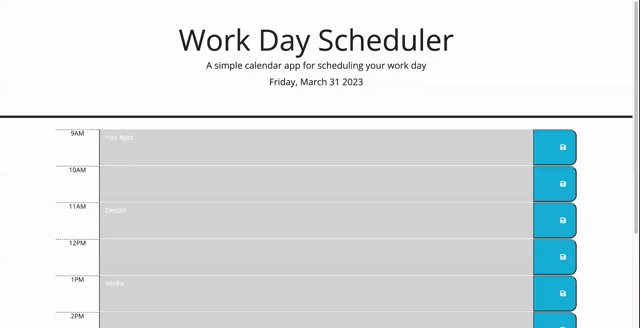 Work Day Scheduler
A simple calendar app for scheduling your work day
Friday, March 31 2023
9AM
Hair Appt
10AM
11AM
Dentist
12PM
1PM
Netflix
2PM